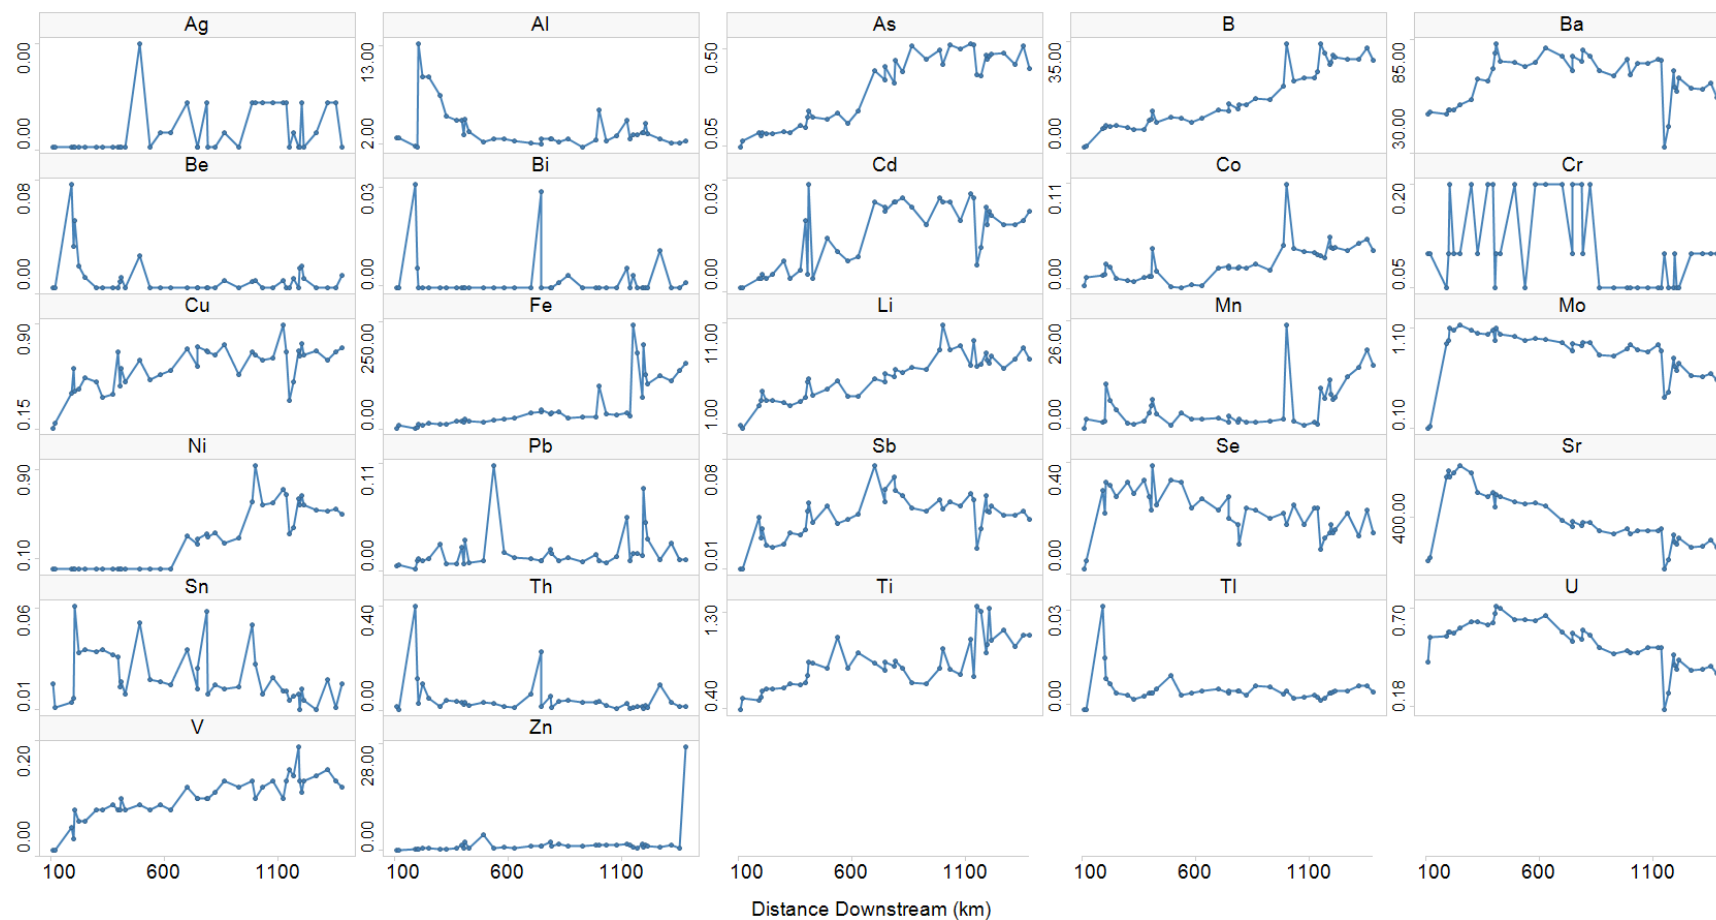 Ag Al As B Ba
0.00 13.00 0.50 35.00 85.00
0.00 2.00 0.05 0.00 30.00
Be Bi Cd Co Cr
0.08 0.03 0.03 0.11 0.20
0.00 0.00 0.00 0.00 0.05
Cu Fe Li Mn Mo
0.90 250.00 11.00 26.00 1.10
0.15 0.00 1.00 0.00 0.10
Ni Pb Sb Se Sr
0.90 0.11 0.08 0.40 400.00
0.10 0.00 0.01 0.00
Sn Th Ti Tl U
0.06 0.40 1.30 0.03 0.70
0.01 0.00 0.40 0.00 0.18
V Zn
0.20 28.00
0.00 0.00
100 600 1100 100 600 1100 100 600 1100 100 600 1100 100 600 1100
Distance Downstream (km)